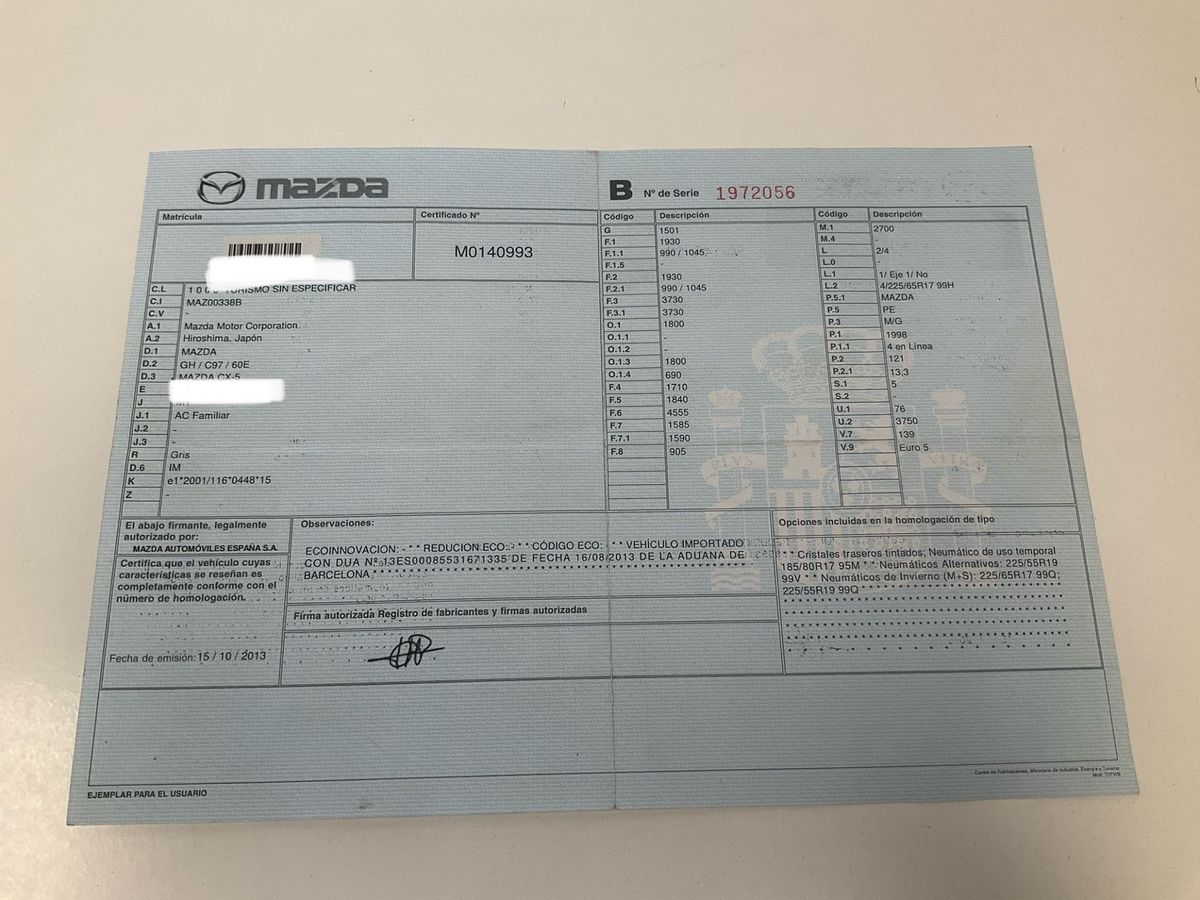 mazda
B Nº de Serie 1972056
Matrícula
Certificado Nº
M0140993
C.L TURISMO SIN ESPECIFICAR
C.I MAZ00338B
C.V -
A.1 Mazda Motor Corporation
A.2 Hiroshima. Japón
D.1 MAZDA
D.2 GH / C97 / 60E
D.3 MAZDA CX-5
E
J
J.1 AC Familiar
J.2 -
J.3 -
R Gris
D.6 IM
K e1*2001/116*0448*15
Z -
Código Descripción
G 1501
F.1 1930
F.1.1 990 / 1045
F.1.5 -
F.2 1930
F.2.1 990 / 1045
F.3 3730
F.3.1 3730
O.1 1800
O.1.1 -
O.1.2 -
O.1.3 1800
O.1.4 690
F.4 1710
F.5 1840
F.6 4555
F.7 1585
F.7.1 1590
F.8 905
Código Descripción
M.1 2700
M.4 -
L 2/4
L.0 -
L.1 1/ Eje 1/ No
L.2 4/225/65R17 99H
P.5.1 MAZDA
P.5 PE
P.3 M/G
P.1 1998
P.1.1 4 en Línea
P.2 121
P.2.1 13,3
S.1 5
S.2 -
U.1 76
U.2 3750
V.7 139
V.9 Euro 5
PLVS
El abajo firmante, legalmente
autorizado por:
MAZDA AUTOMÓVILES ESPAÑA S.A.
Certifica que el vehículo cuyas
características se reseñan es
completamente conforme con el
número de homologación.
Fecha de emisión: 15 / 10 / 2013
Observaciones:
ECOINNOVACION: - * * REDUCION ECO: - * * CÓDIGO ECO: - * * VEHÍCULO IMPORTADO
CON DUA Nº 13ES00085531671335 DE FECHA 16/08/2013 DE LA ADUANA DE
BARCELONA
Firma autorizada Registro de fabricantes y firmas autorizadas
Opciones incluidas en la homologación de tipo
* * Cristales traseros tintados; Neumático de uso temporal
185/80R17 95M * * Neumáticos Alternativos: 225/55R19
99V * * Neumáticos de Invierno (M+S): 225/65R17 99Q;
225/55R19 99Q
Centro de Publicaciones, Ministerio de Industria, Energía y Turismo
EJEMPLAR PARA EL USUARIO